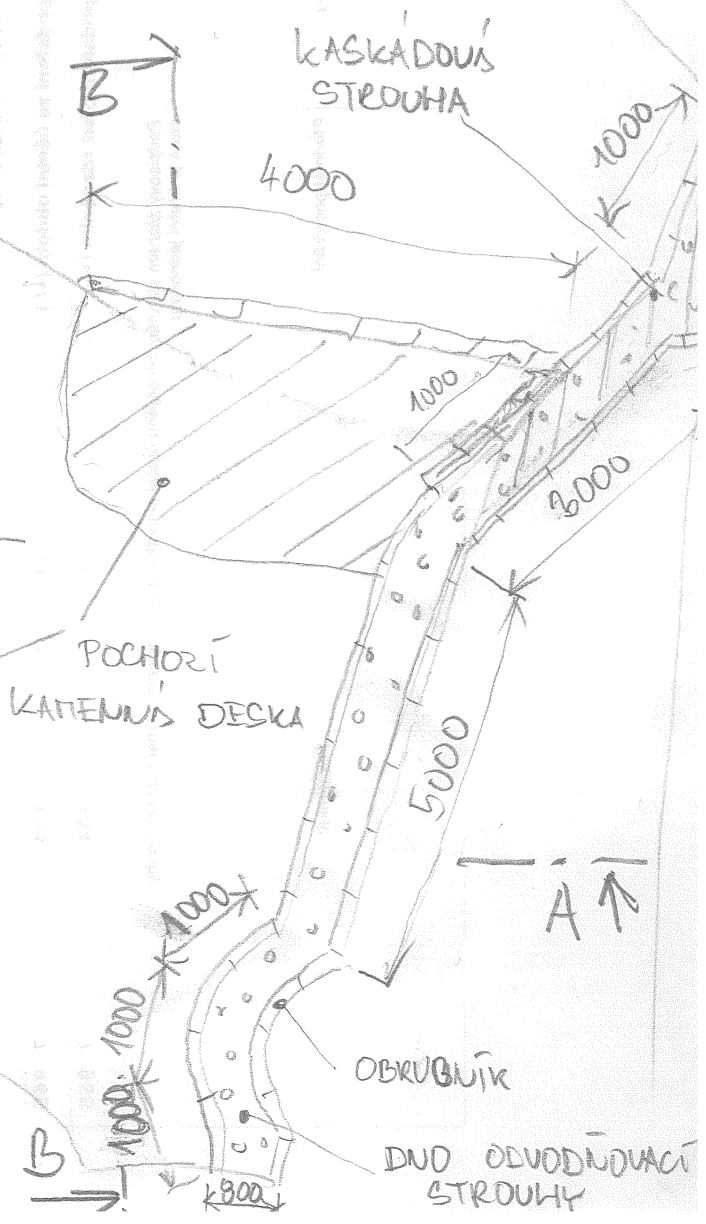 KASKÁDOVÁ
STROUHA
B
1000
4000
1000
3000
POCHOZÍ
KAMENNÁ DESKA
5000
A
1000
1000
1000
OBRUBNÍK
B
800
DNO ODVODŇOVACÍ
STROUHY